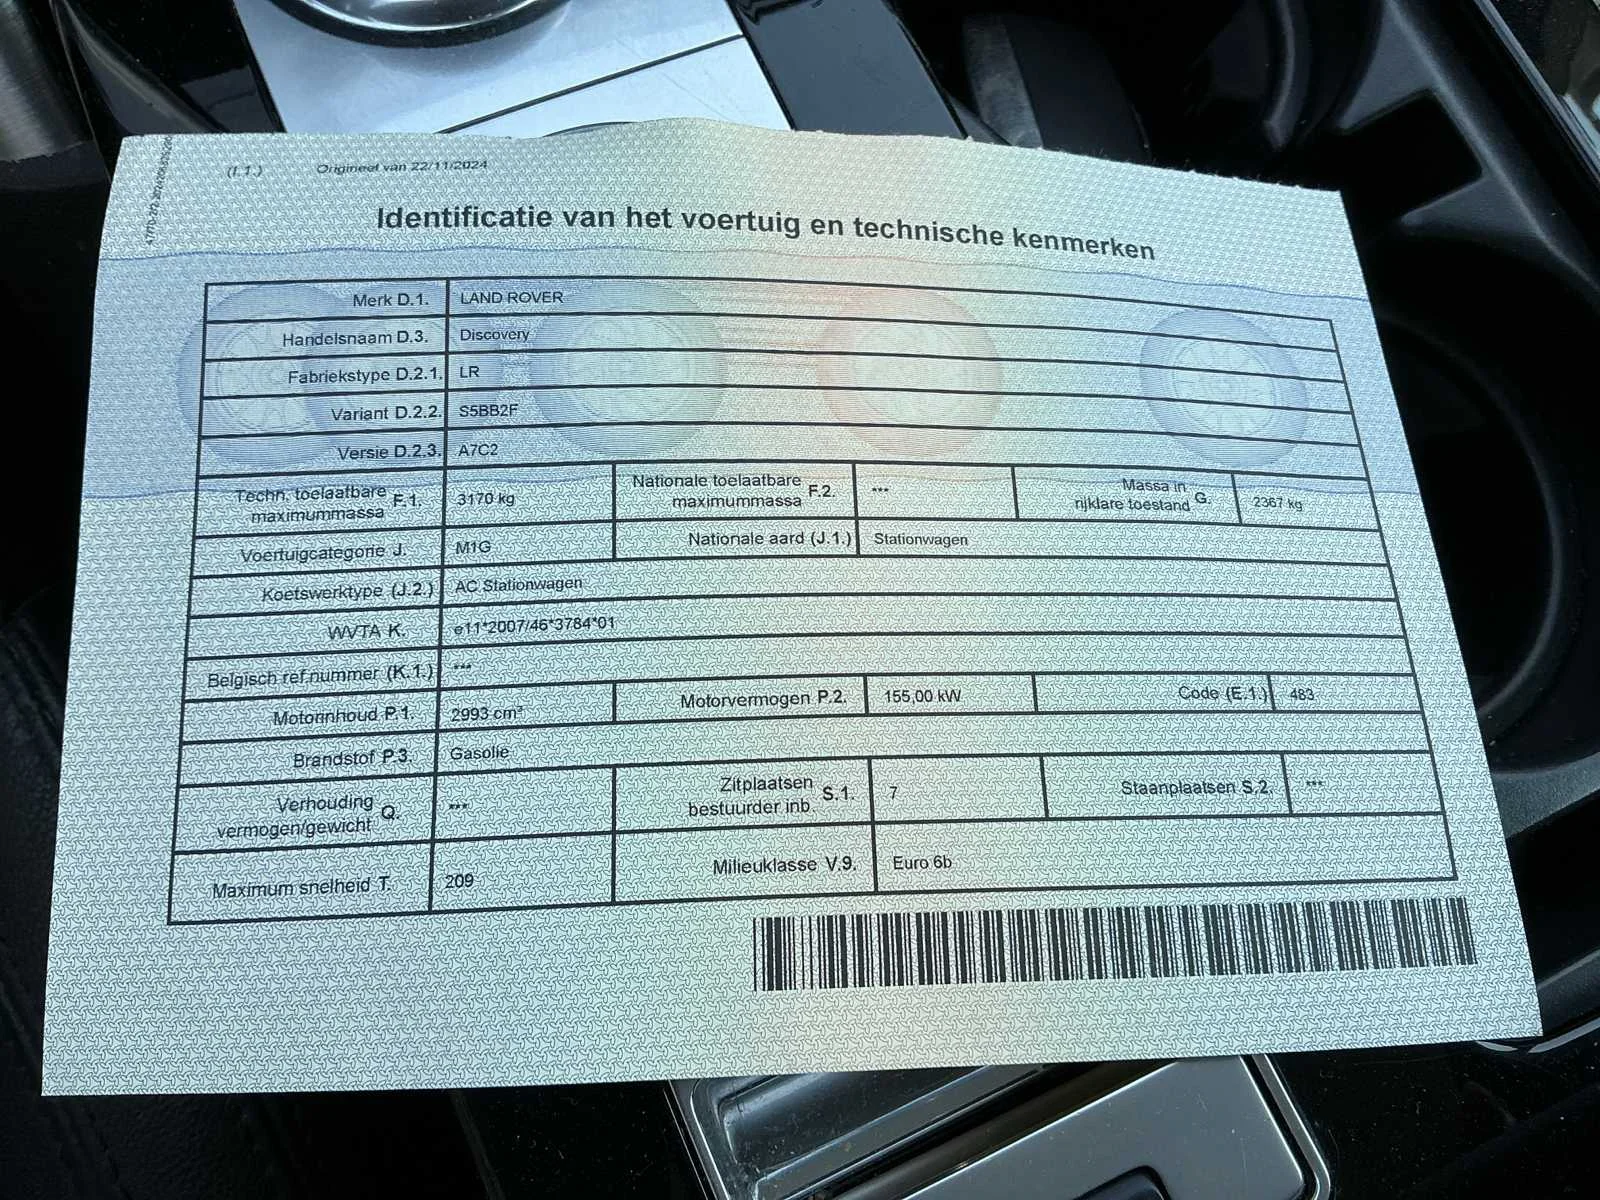 (I.1.) Origineel van 22/11/2024
Identificatie van het voertuig en technische kenmerken
Merk D.1. LAND ROVER
Handelsnaam D.3. Discovery
Fabriekstype D.2.1. LR
Variant D.2.2. S5BB2F
Versie D.2.3. A7C2
Techn. toelaatbare maximummassa F.1. 3170 kg
Nationale toelaatbare maximummassa F.2. ***
Massa in rijklare toestand G. 2367 kg
Voertuigcategorie J. M1G
Nationale aard (J.1.) Stationwagen
Koetswerktype (J.2.) AC Stationwagen
WVTA K. e11*2007/46*3784*01
Belgisch ref.nummer (K.1.) ***
Motorinhoud P.1. 2993 cm³
Motorvermogen P.2. 155,00 kW
Code (E.1.) 483
Brandstof P.3. Gasolie
Verhouding vermogen/gewicht Q. ***
Zitplaatsen bestuurder inb. S.1. 7
Staanplaatsen S.2. ***
Maximum snelheid T. 209
Milieuklasse V.9. Euro 6b